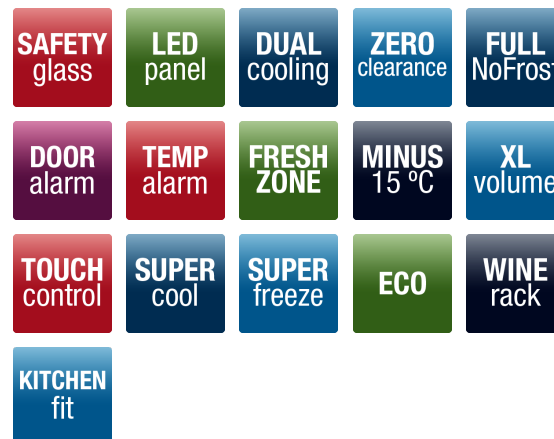 SAFETY
glass
LED
panel
DUAL
cooling
ZERO
clearance
FULL
NoFrost
DOOR
alarm
TEMP
alarm
FRESH
ZONE
MINUS
15 ºC
XL
volume
TOUCH
control
SUPER
cool
SUPER
freeze
ECO
WINE
rack
KITCHEN
fit